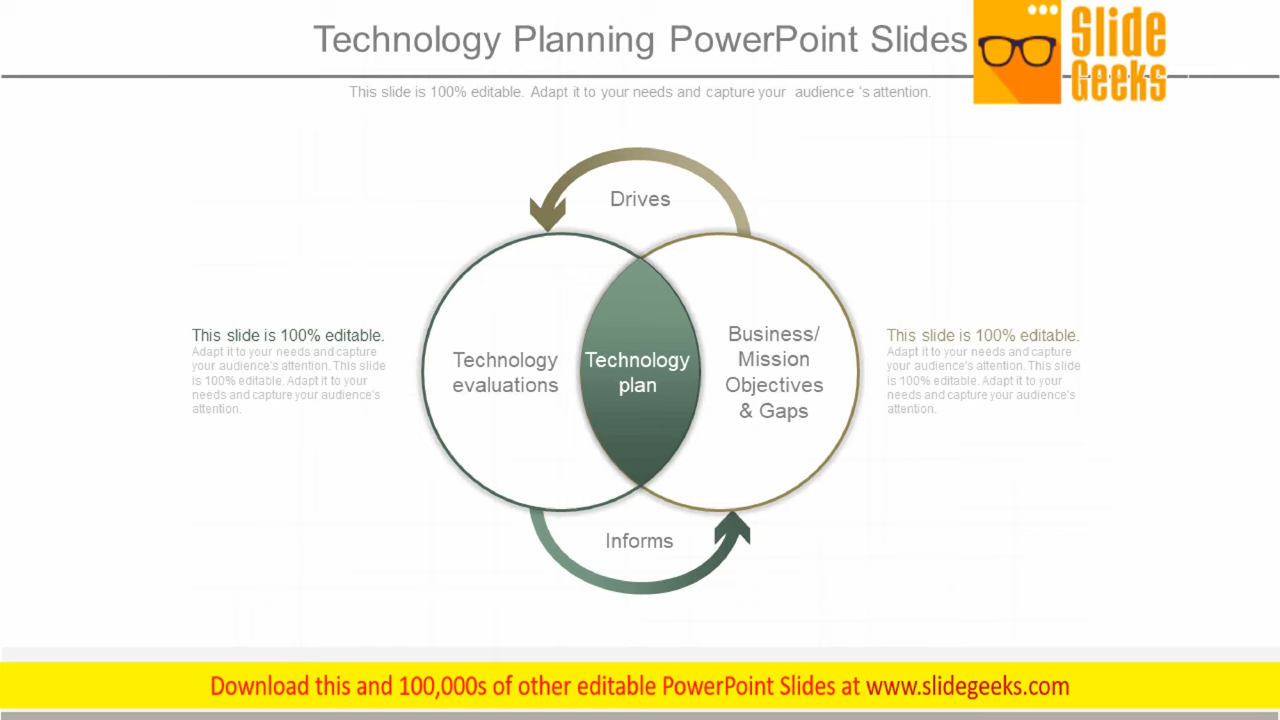 Technology Planning PowerPoint Slides
Slide
Geeks
This slide is 100% editable. Adapt it to your needs and capture your audience 's attention.
Drives
This slide is 100% editable.
Adapt it to your needs and capture
your audience's attention. This slide
is 100% editable. Adapt it to your
needs and capture your audience's
attention.
Technology
evaluations
Technology
plan
Business/
Mission
Objectives
& Gaps
This slide is 100% editable.
Adapt it to your needs and capture
your audience's attention. This slide
is 100% editable. Adapt it to your
needs and capture your audience's
attention.
Informs
Download this and 100,000s of other editable PowerPoint Slides at www.slidegeeks.com